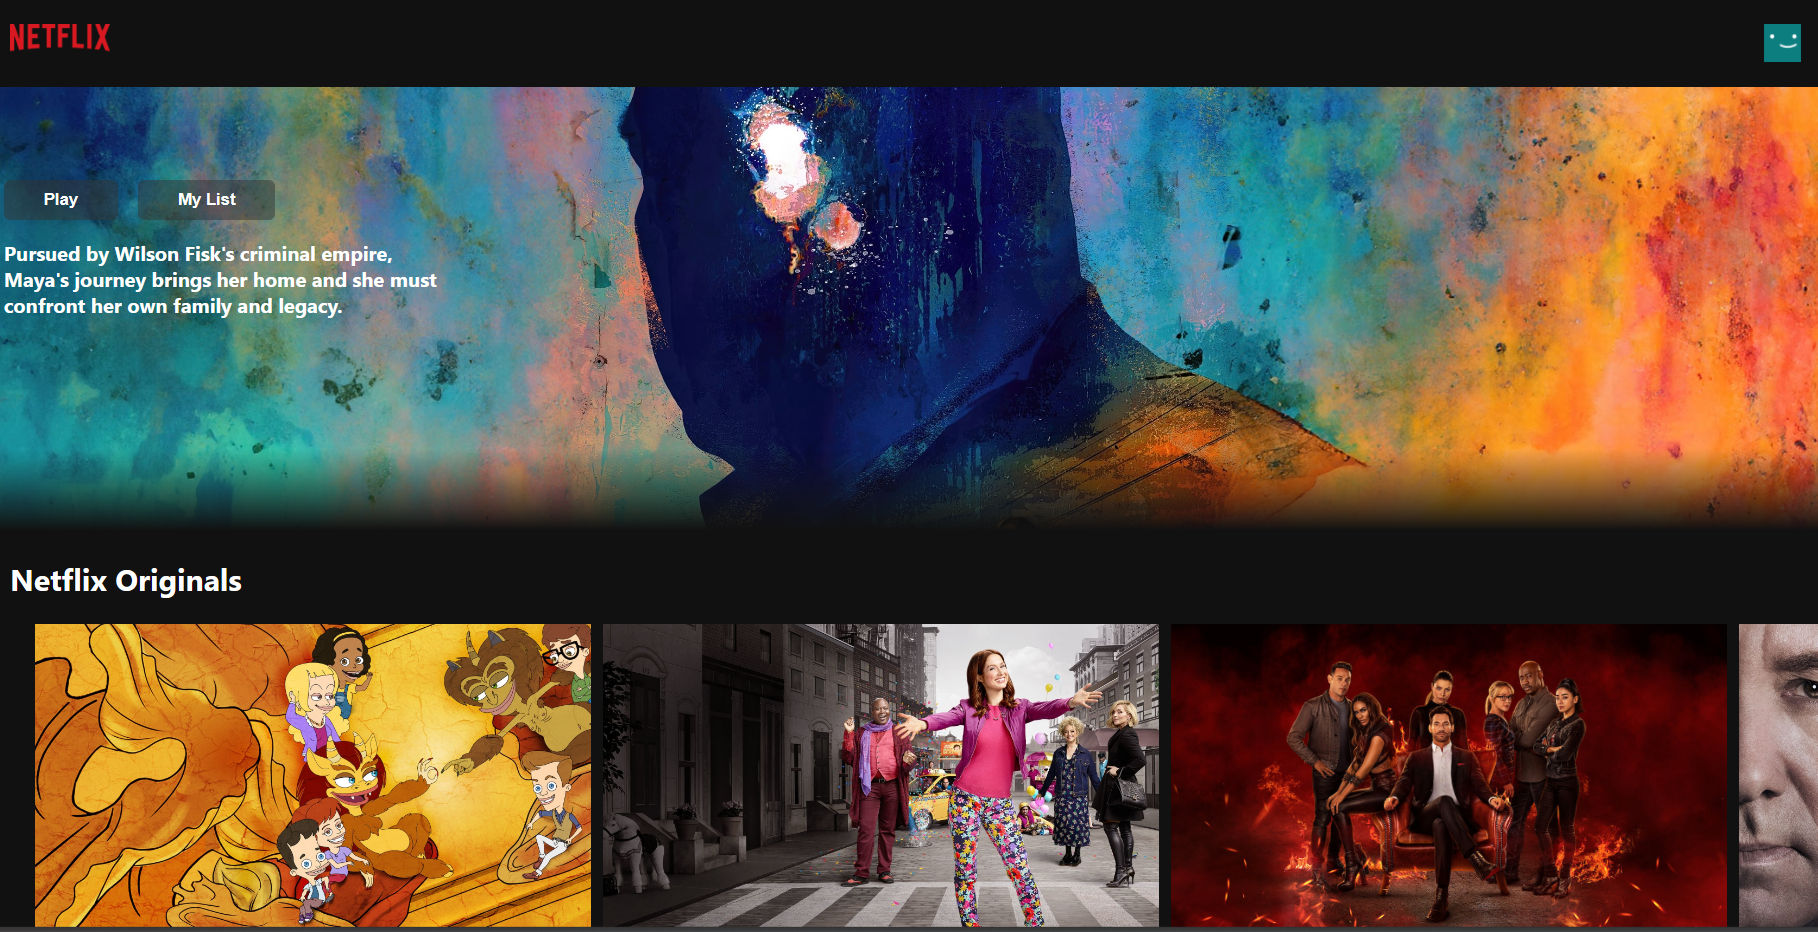 NETFLIX
Play
My List
Pursued by Wilson Fisk's criminal empire,
Maya's journey brings her home and she must
confront her own family and legacy.
Netflix Originals